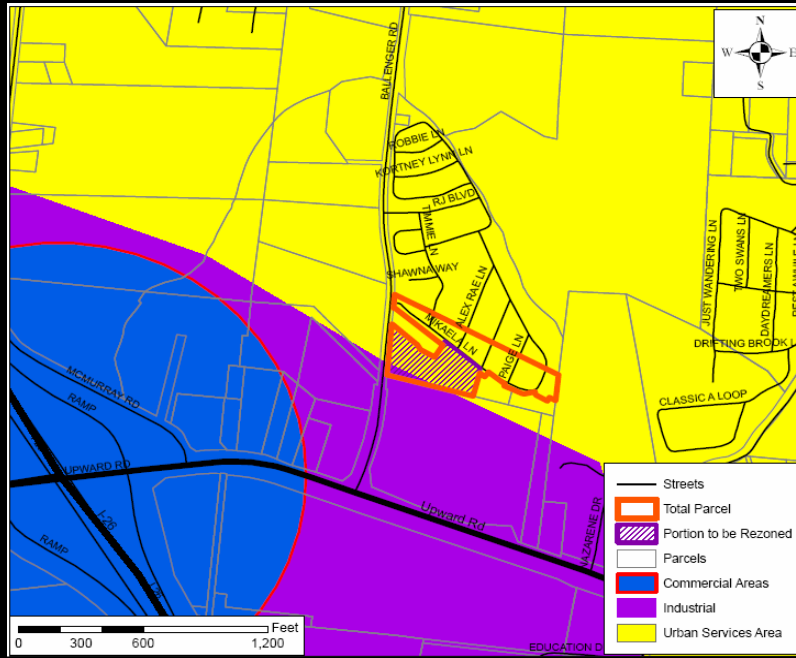 N
W E
S
BALLENGER RD
ROBBIE LN
KORTNEY LYNN LN
RJ BLVD
TIMMIE LN
SHAWNA WAY
ALEX RAE LN
MIKAELA LN
PAIGE LN
JUST WANDERING LN
TWO SWANS LN
DAYDREAMERS LN
DRIFTING BROOK L
CLASSIC A LOOP
MCMURRAY RD
RAMP
UPWARD RD
I-26
RAMP
I-26
Upward Rd
NAZARENE DR
EDUCATION D
Streets
Total Parcel
Portion to be Rezoned
Parcels
Commercial Areas
Industrial
Urban Services Area
Feet
0 300 600 1,200